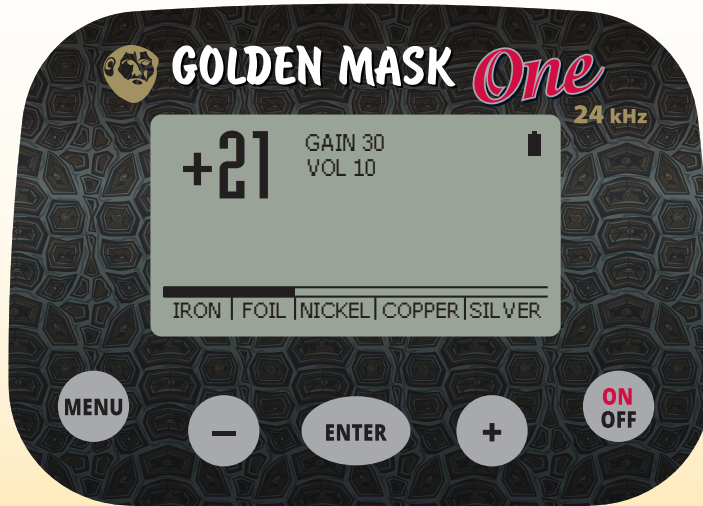 GOLDEN MASK One
24 kHz
+21
GAIN 30
VOL 10
IRON FOIL NICKEL COPPER SILVER
MENU
−
ENTER
+
ON
OFF